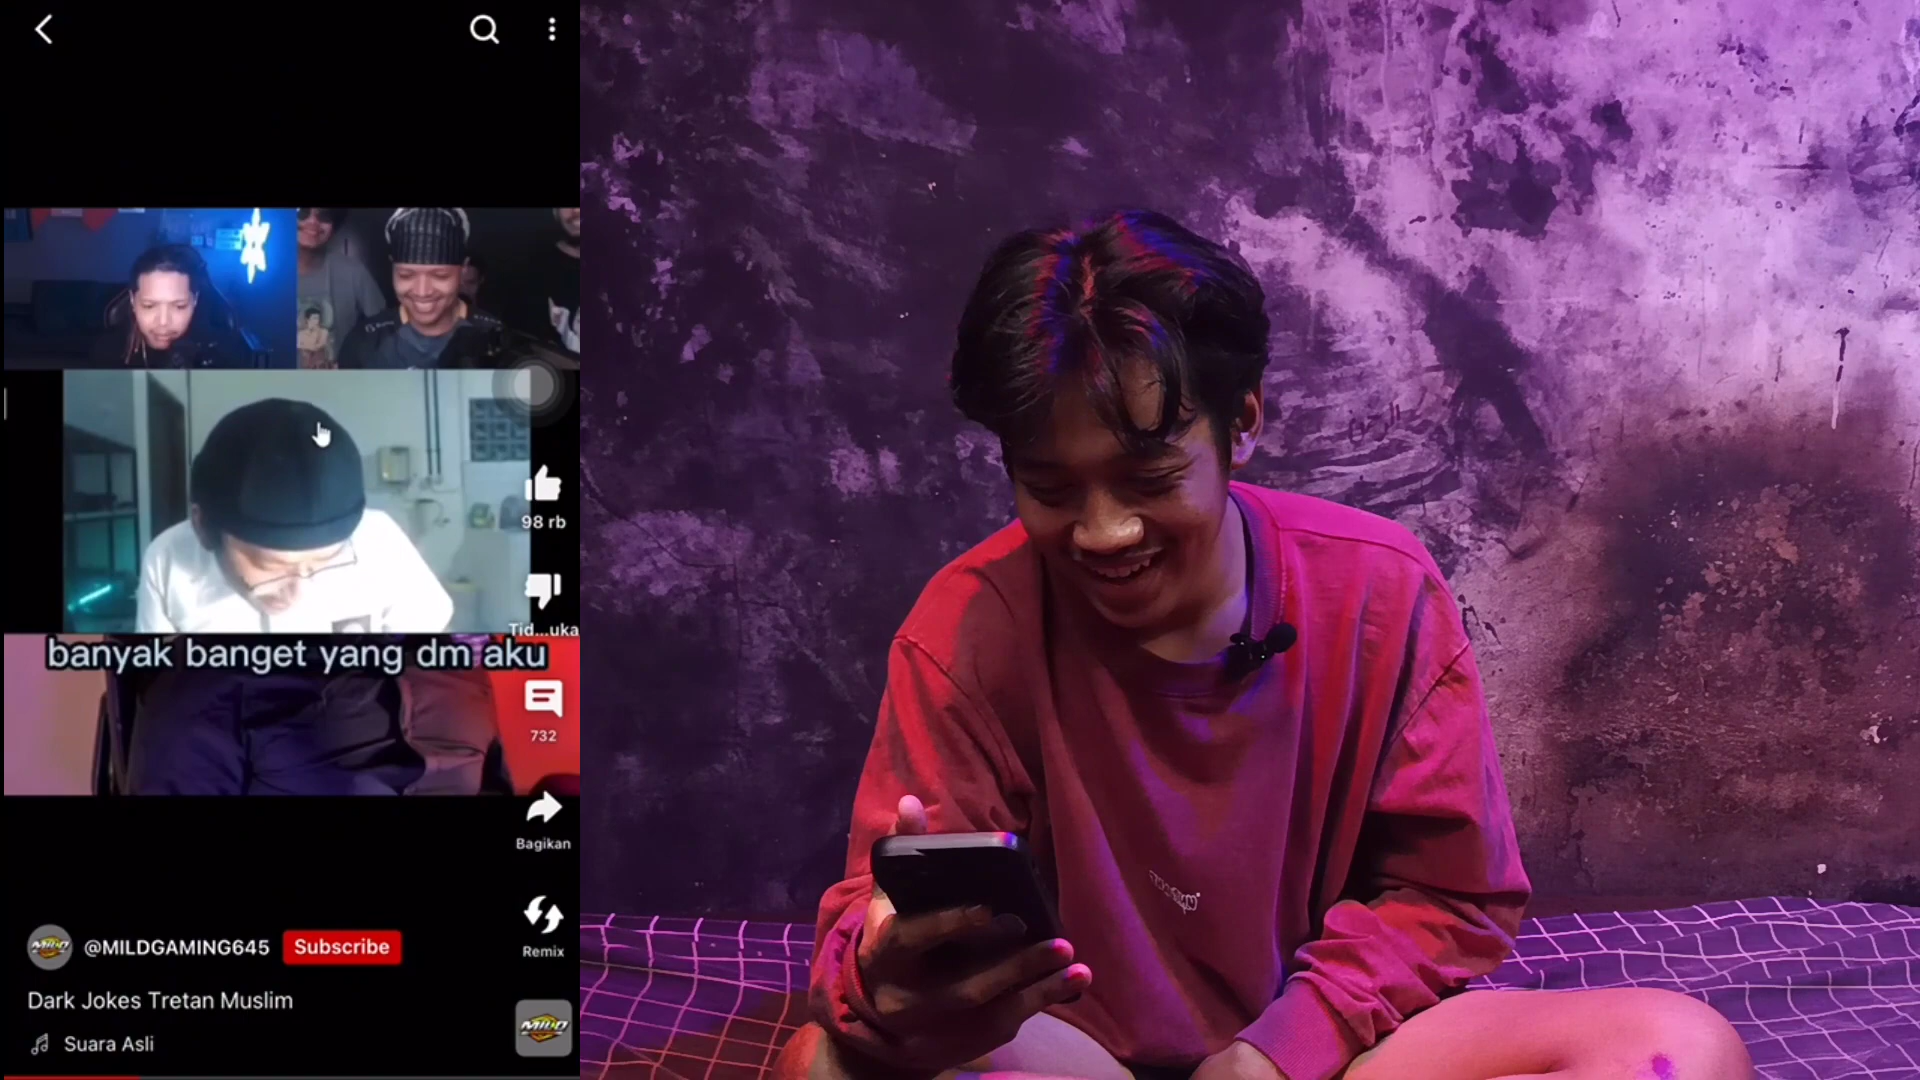 98 rb
Tid...uka
banyak banget yang dm aku
732
Bagikan
Remix
@MILDGAMING645
Subscribe
Dark Jokes Tretan Muslim
MILD
Suara Asli